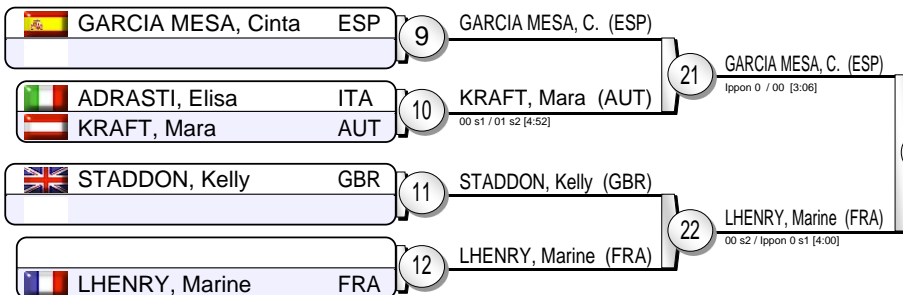 GARCIA MESA, Cinta ESP
9
GARCIA MESA, C. (ESP)
21
GARCIA MESA, C. (ESP)
Ippon 0 / 00 [3:06]
ADRASTI, Elisa ITA
KRAFT, Mara AUT
10
KRAFT, Mara (AUT)
00 s1 / 01 s2 [4:52]
STADDON, Kelly GBR
11
STADDON, Kelly (GBR)
22
LHENRY, Marine (FRA)
00 s2 / Ippon 0 s1 [4:00]
LHENRY, Marine FRA
12
LHENRY, Marine (FRA)